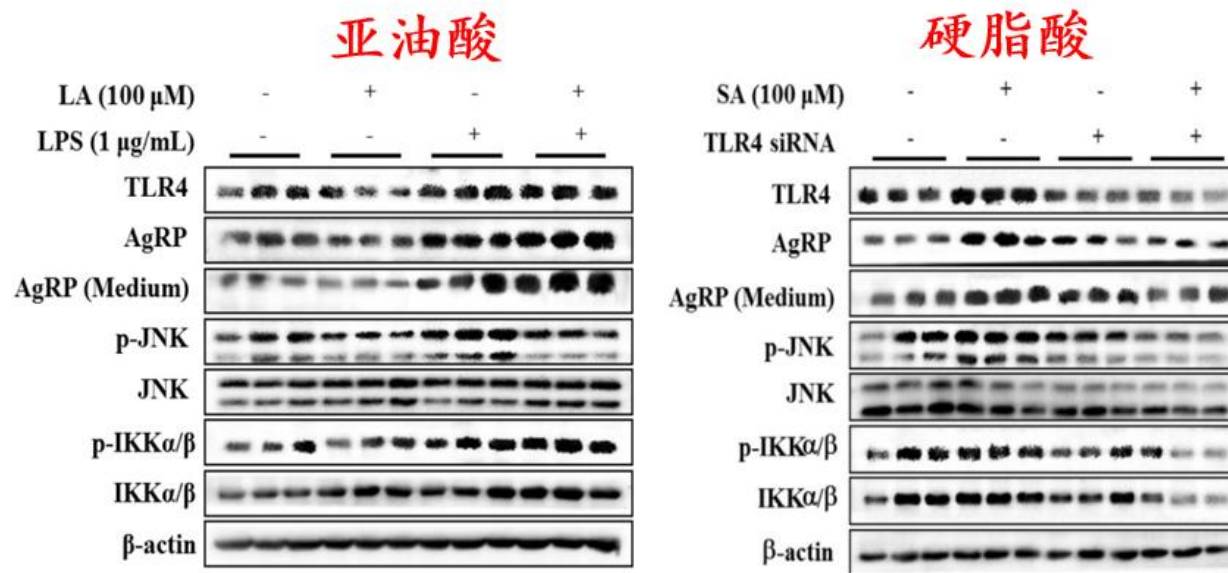 亚油酸
LA (100 μM) - + - +
LPS (1 μg/mL) - - + +
TLR4
AgRP
AgRP (Medium)
p-JNK
JNK
p-IKKα/β
IKKα/β
β-actin
硬脂酸
SA (100 μM) - + - +
TLR4 siRNA - - + +
TLR4
AgRP
AgRP (Medium)
p-JNK
JNK
p-IKKα/β
IKKα/β
β-actin